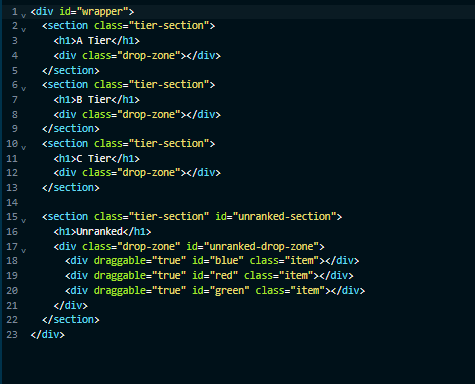 1 <div id="wrapper">
2 <section class="tier-section">
3 <h1>A Tier</h1>
4 <div class="drop-zone"></div>
5 </section>
6 <section class="tier-section">
7 <h1>B Tier</h1>
8 <div class="drop-zone"></div>
9 </section>
10 <section class="tier-section">
11 <h1>C Tier</h1>
12 <div class="drop-zone"></div>
13 </section>
14
15 <section class="tier-section" id="unranked-section">
16 <h1>Unranked</h1>
17 <div class="drop-zone" id="unranked-drop-zone">
18 <div draggable="true" id="blue" class="item"></div>
19 <div draggable="true" id="red" class="item"></div>
20 <div draggable="true" id="green" class="item"></div>
21 </div>
22 </section>
23 </div>